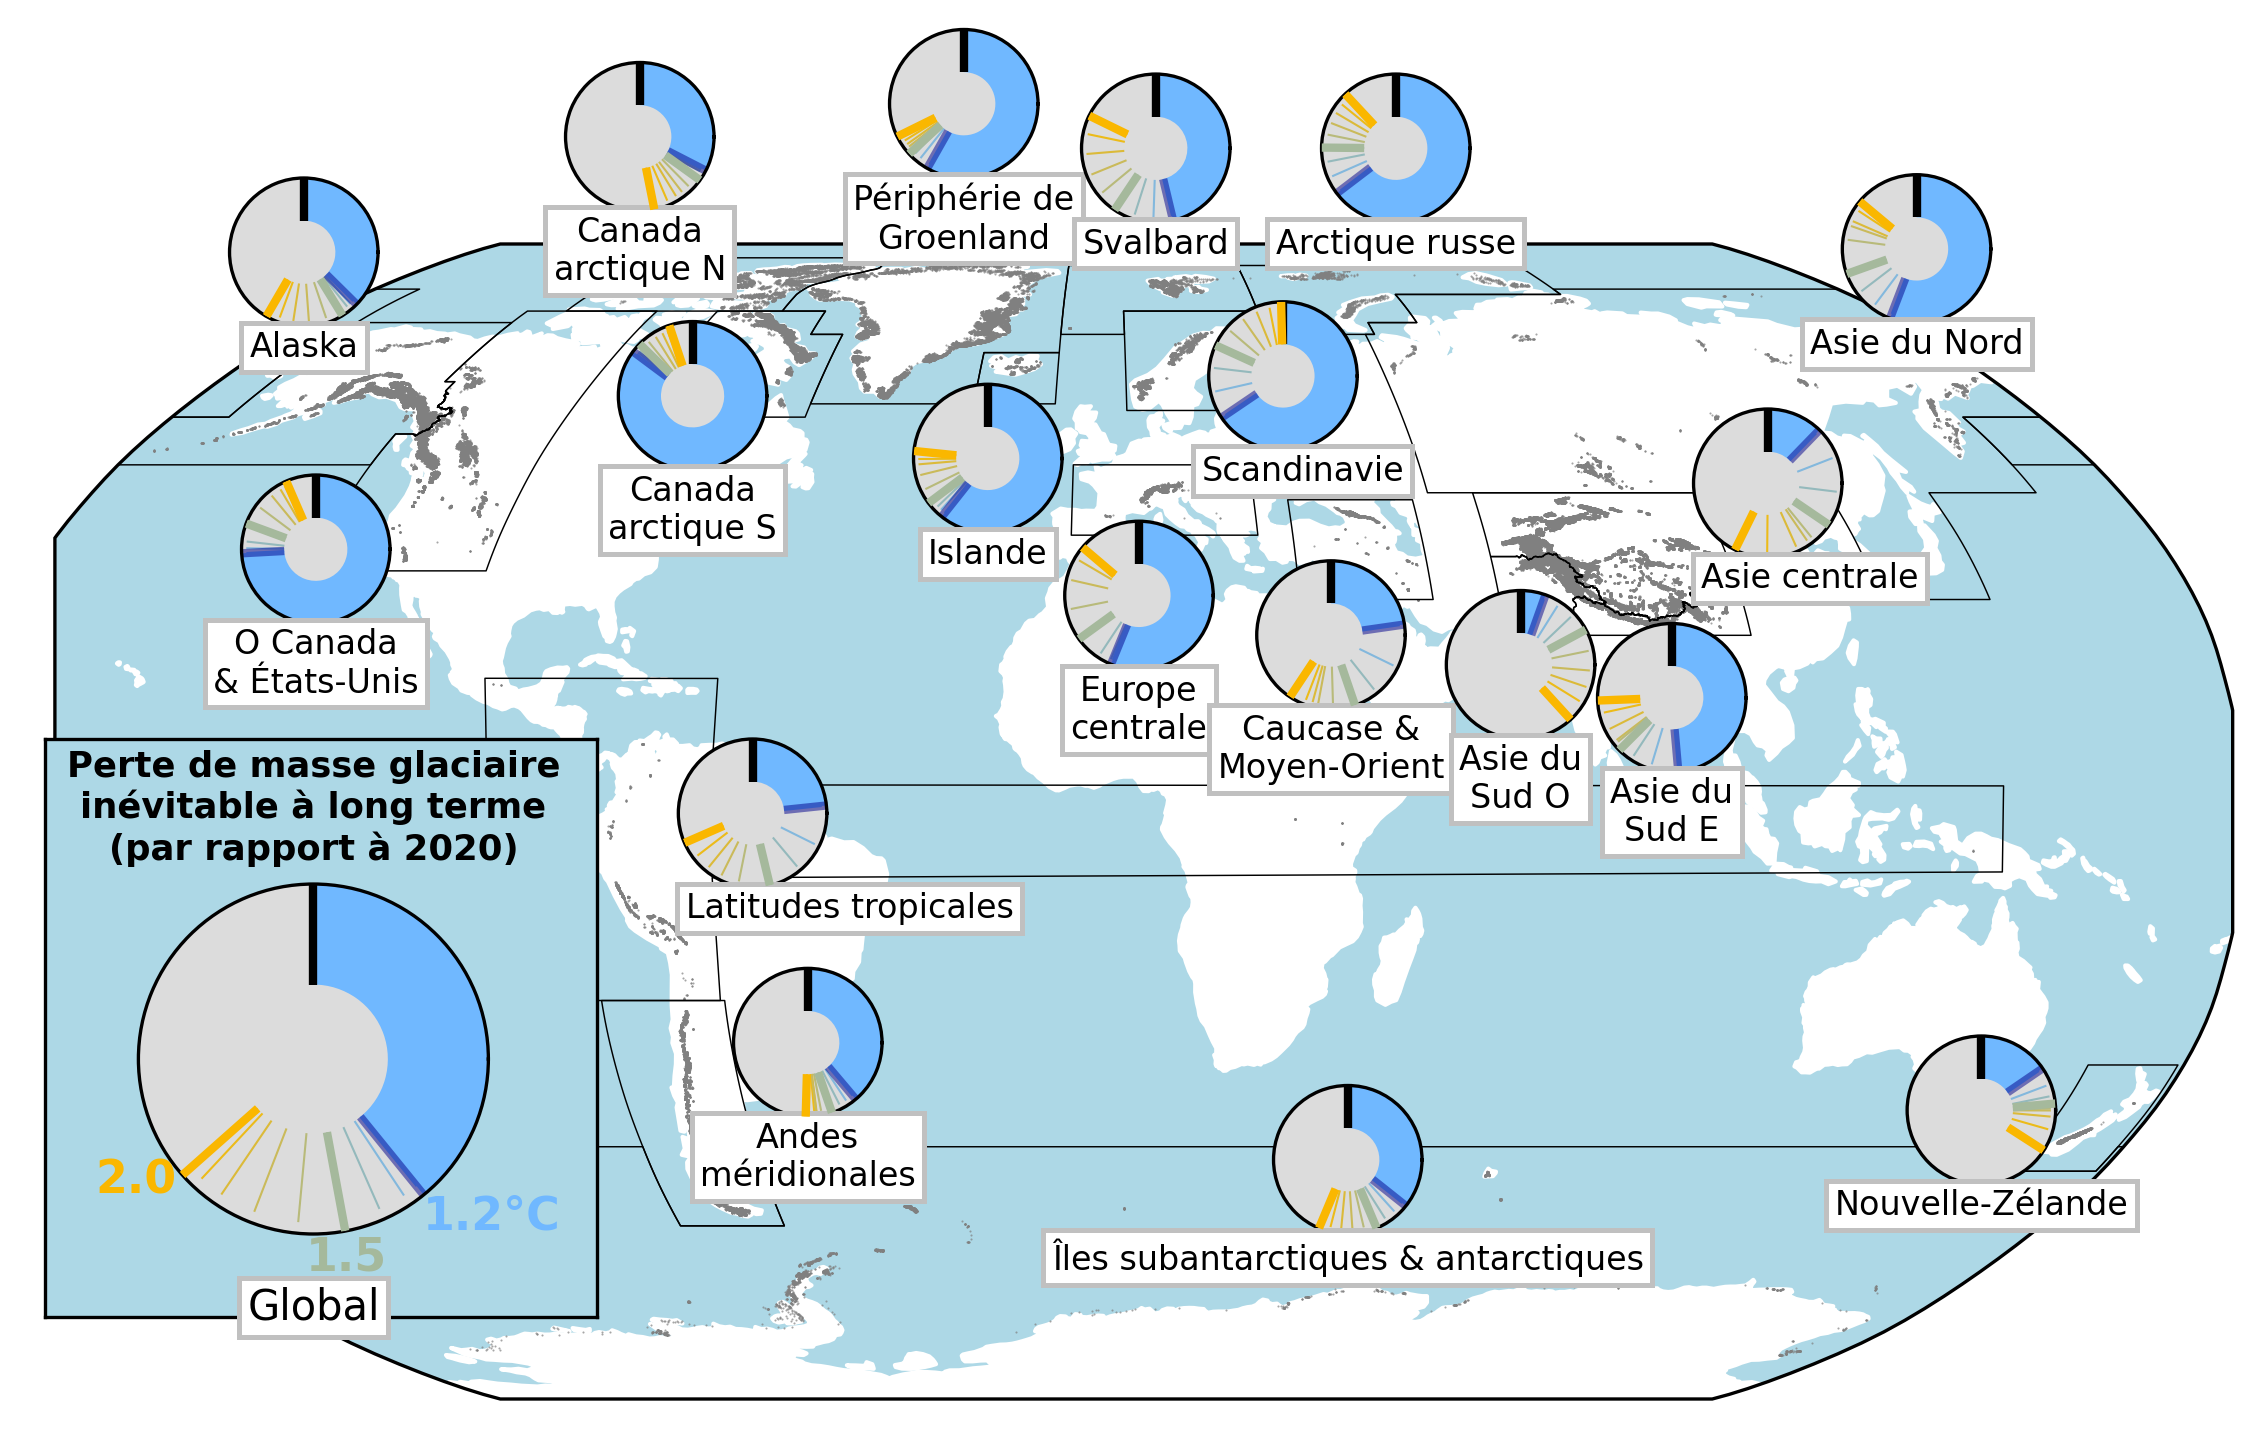 Périphérie de
Groenland
Canada
arctique N
Svalbard
Arctique russe
Alaska
Asie du Nord
Canada
arctique S
Scandinavie
Islande
Asie centrale
O Canada
& États-Unis
Europe
centrale
Caucase &
Moyen-Orient
Asie du
Sud O
Asie du
Sud E
Latitudes tropicales
Andes
méridionales
Îles subantarctiques & antarctiques
Nouvelle-Zélande
Perte de masse glaciaire
inévitable à long terme
(par rapport à 2020)
2.0
1.2°C
1.5
Global